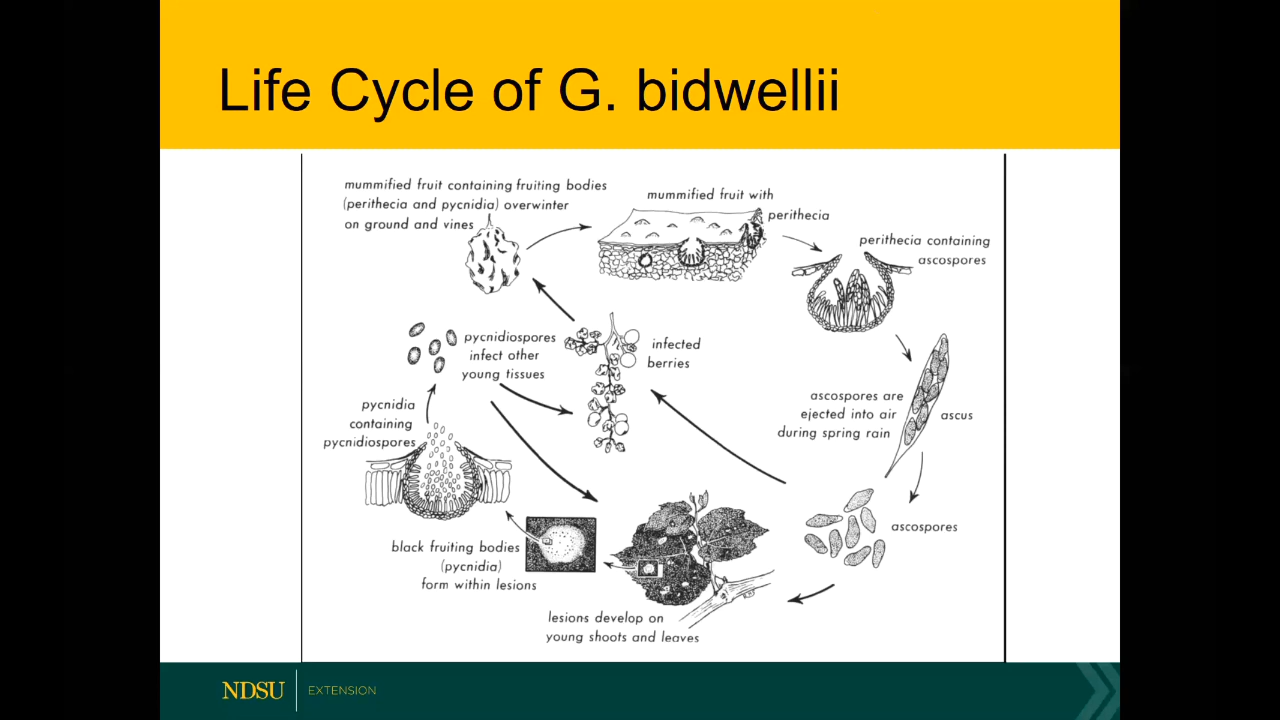 Life Cycle of G. bidwellii
mummified fruit containing fruiting bodies
(perithecia and pycnidia) overwinter
on ground and vines
mummified fruit with
perithecia
perithecia containing
ascospores
pycnidiospores
infect other
young tissues
infected
berries
ascospores are
ejected into air
during spring rain
ascus
pycnidia
containing
pycnidiospores
ascospores
black fruiting bodies
(pycnidia)
form within lesions
lesions develop on
young shoots and leaves
NDSU
EXTENSION